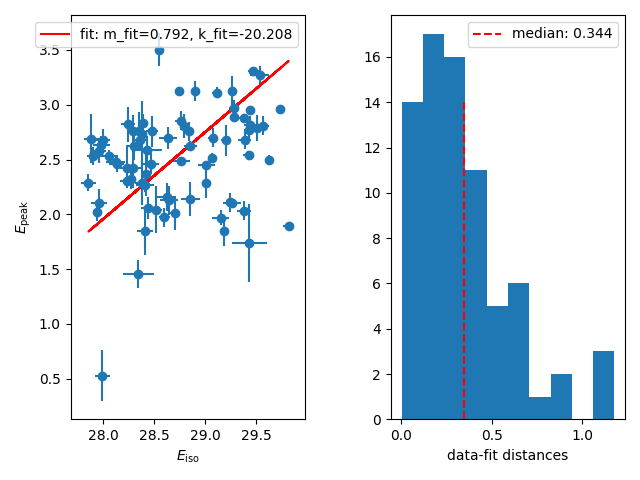 fit: m_fit=0.792, k_fit=-20.208
3.5
3.0
2.5
2.0
1.5
1.0
0.5
E_peak
28.0 28.5 29.0 29.5
E_iso
median: 0.344
16
14
12
10
8
6
4
2
0
0.0 0.5 1.0
data-fit distances